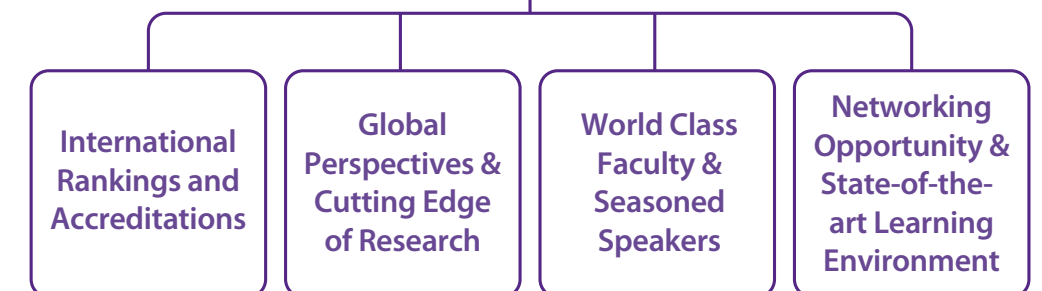 International
Rankings and
Accreditations
Global
Perspectives &
Cutting Edge
of Research
World Class
Faculty &
Seasoned
Speakers
Networking
Opportunity &
State-of-the-
art Learning
Environment